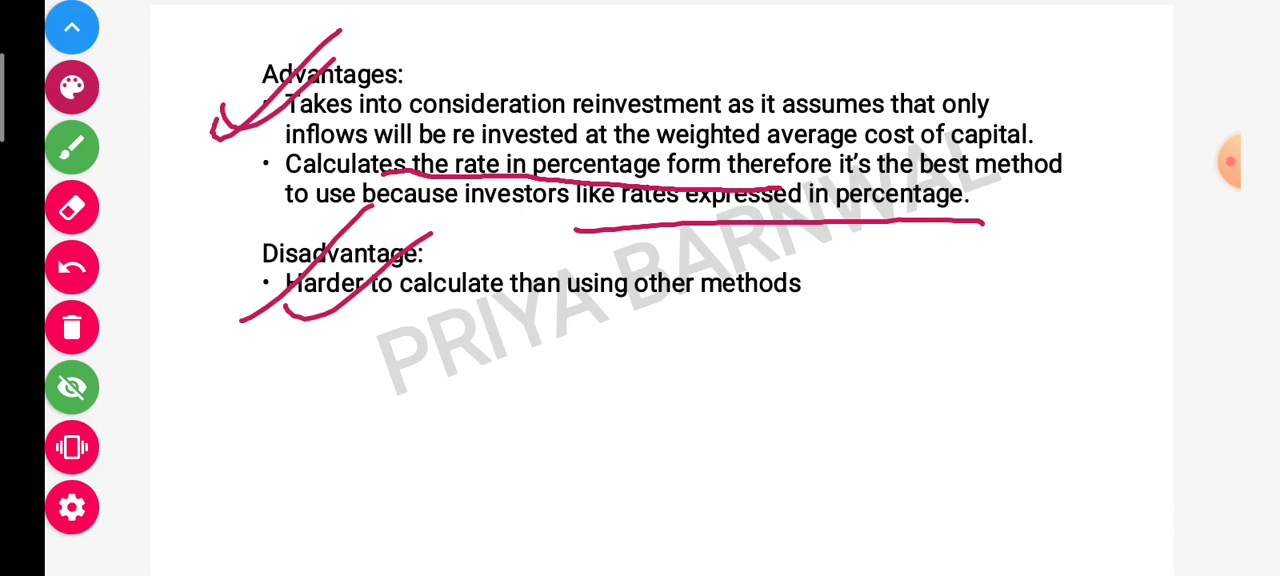 Advantages:
• Takes into consideration reinvestment as it assumes that only
inflows will be re invested at the weighted average cost of capital.
• Calculates the rate in percentage form therefore it's the best method
to use because investors like rates expressed in percentage.
Disadvantage:
• Harder to calculate than using other methods
PRIYA BARNWAL